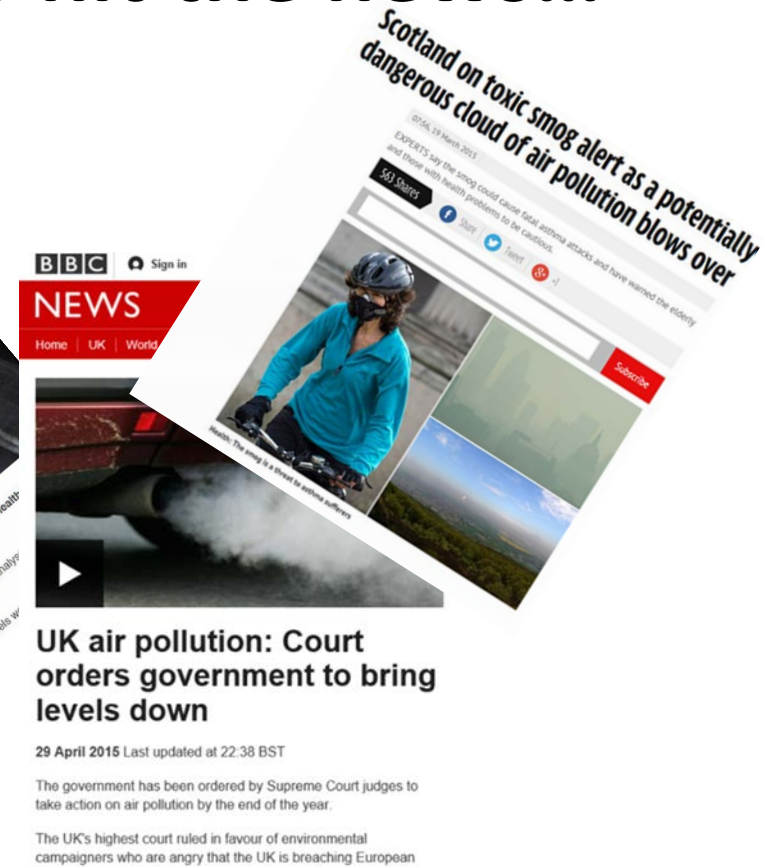 Scotland on toxic smog alert as a potentially
dangerous cloud of air pollution blows over
07:56, 19 March 2015
EXPERTS say the smog could cause fatal asthma attacks and have warned the elderly
and those with health problems to be cautious.
563 Shares
Share
Tweet
+1
Subscribe
Health: The smog is a threat to asthma sufferers
BBC
Sign in
NEWS
Home | UK | World
UK air pollution: Court
orders government to bring
levels down
29 April 2015 Last updated at 22:38 BST
The government has been ordered by Supreme Court judges to
take action on air pollution by the end of the year.
The UK's highest court ruled in favour of environmental
campaigners who are angry that the UK is breaching European